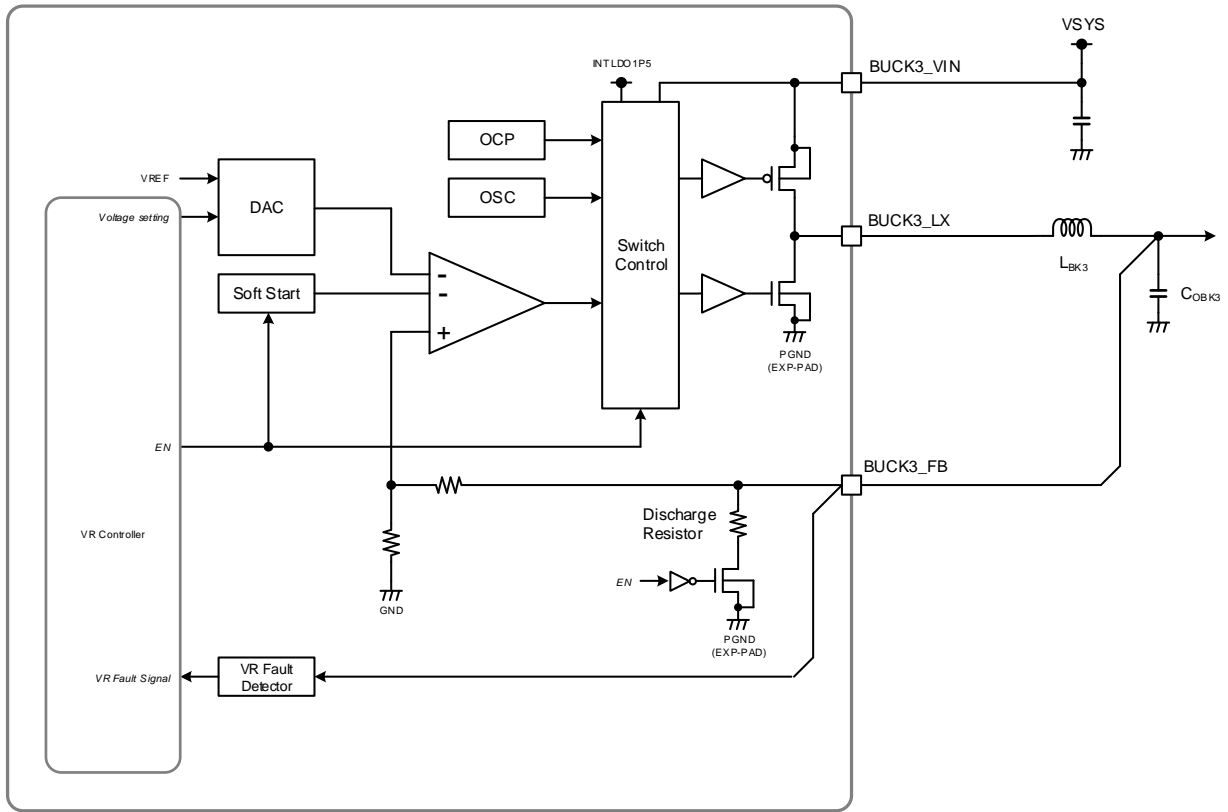 VSYS
BUCK3_VIN
INTLDO1P5
OCP
VREF
DAC
OSC
Voltage setting
BUCK3_LX
Switch
Control
LBK3
Soft Start
-
-
+
COBK3
PGND
(EXP-PAD)
EN
BUCK3_FB
Discharge
Resistor
VR Controller
EN
GND
PGND
(EXP-PAD)
VR Fault Signal
VR Fault
Detector